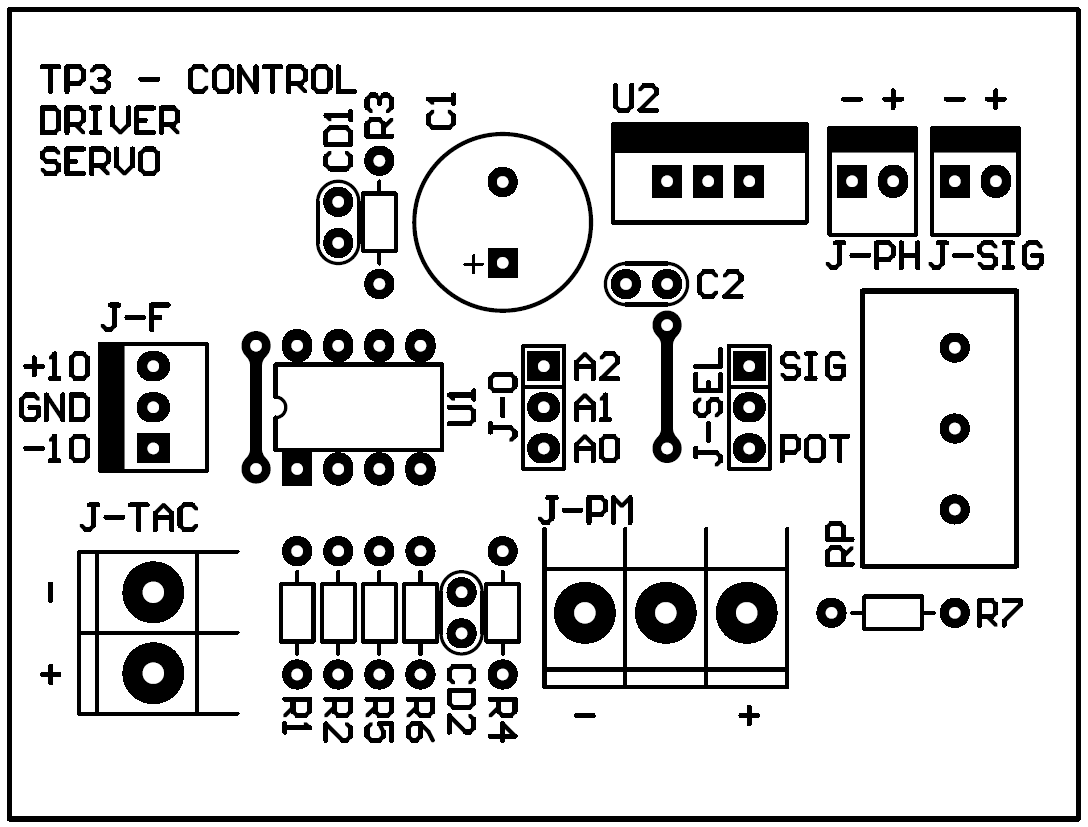 TP3 - CONTROL
DRIVER
SERVO
CD1
R3
C1
+
U2
- +
- +
J-PH
J-SIG
C2
J-F
+10
GND
-10
U1
J-O
A2
A1
A0
J-SEL
SIG
POT
RP
J-TAC
-
+
J-PM
- +
R7
R1
R2
R5
R6
CD2
R4